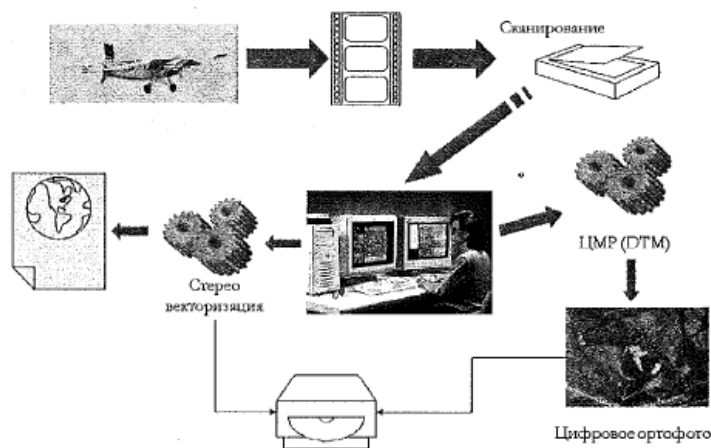 Сканирование
ЦМР (DTM)
Стерео
векторизация
Цифровое ортофото